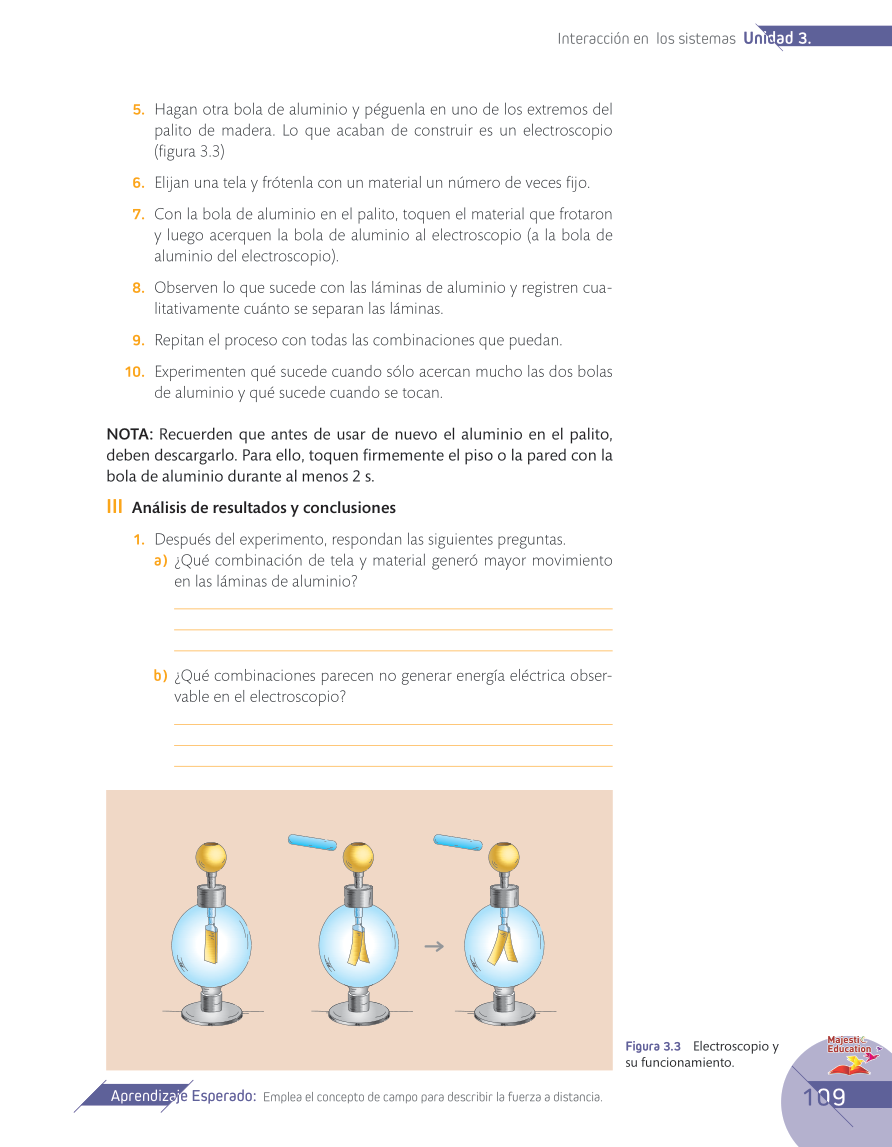 Interacción en los sistemas Unidad 3.
5. Hagan otra bola de aluminio y péguenla en uno de los extremos del
palito de madera. Lo que acaban de construir es un electroscopio
(figura 3.3)
6. Elijan una tela y frótenla con un material un número de veces fijo.
7. Con la bola de aluminio en el palito, toquen el material que frotaron
y luego acerquen la bola de aluminio al electroscopio (a la bola de
aluminio del electroscopio).
8. Observen lo que sucede con las láminas de aluminio y registren cua-
litativamente cuánto se separan las láminas.
9. Repitan el proceso con todas las combinaciones que puedan.
10. Experimenten qué sucede cuando sólo acercan mucho las dos bolas
de aluminio y qué sucede cuando se tocan.
NOTA: Recuerden que antes de usar de nuevo el aluminio en el palito,
deben descargarlo. Para ello, toquen firmemente el piso o la pared con la
bola de aluminio durante al menos 2 s.
III Análisis de resultados y conclusiones
1. Después del experimento, respondan las siguientes preguntas.
a) ¿Qué combinación de tela y material generó mayor movimiento
en las láminas de aluminio?
b) ¿Qué combinaciones parecen no generar energía eléctrica obser-
vable en el electroscopio?
Figura 3.3 Electroscopio y
su funcionamiento.
Majestic
Education
Aprendizaje Esperado: Emplea el concepto de campo para describir la fuerza a distancia.
109